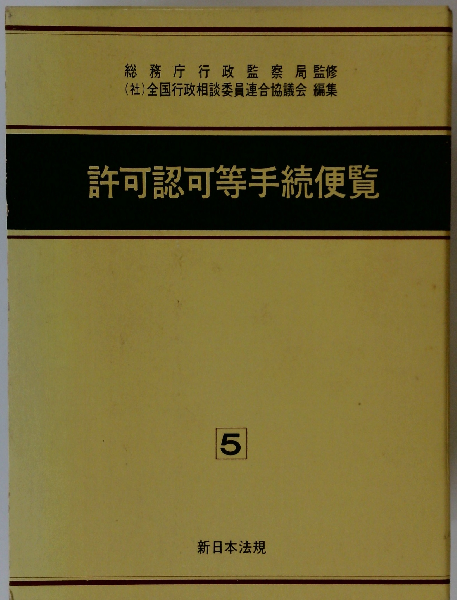 総務庁行政監察局監修
(社)全国行政相談委員連合協議会 編集
許可認可等手続便覧
5
新日本法規